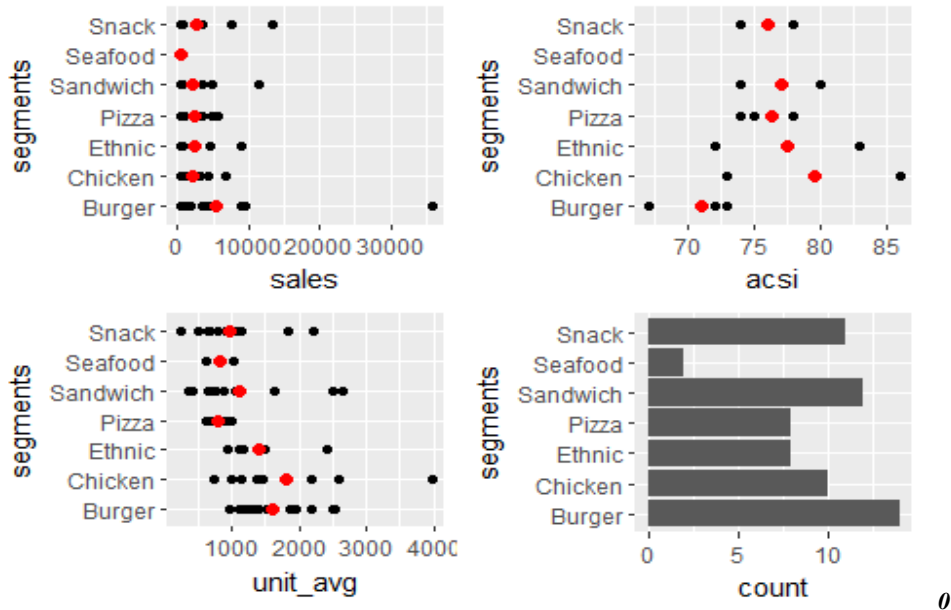 segments
Snack
Seafood
Sandwich
Pizza
Ethnic
Chicken
Burger
0 10000 20000 30000
sales
segments
Snack
Seafood
Sandwich
Pizza
Ethnic
Chicken
Burger
70 75 80 85
acsi
segments
Snack
Seafood
Sandwich
Pizza
Ethnic
Chicken
Burger
1000 2000 3000 4000
unit_avg
segments
Snack
Seafood
Sandwich
Pizza
Ethnic
Chicken
Burger
0 5 10
count
0